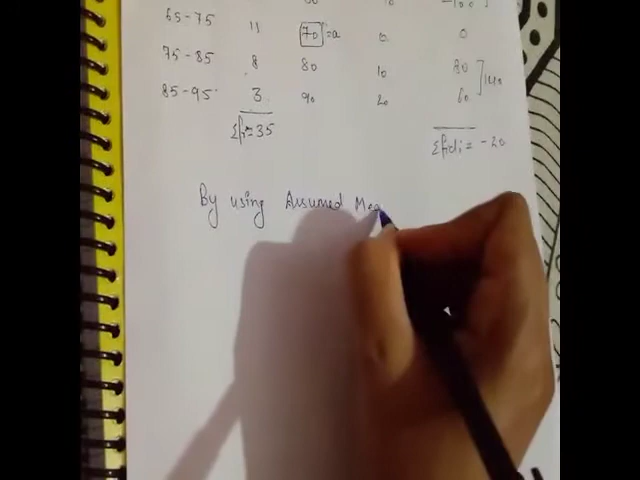 65-75 11 70 =a 0 0
75-85 8 80 10 80 ] 140
85-95 3 90 20 60
Σfi = 35 Σfidi = -20
By using Assumed Mea